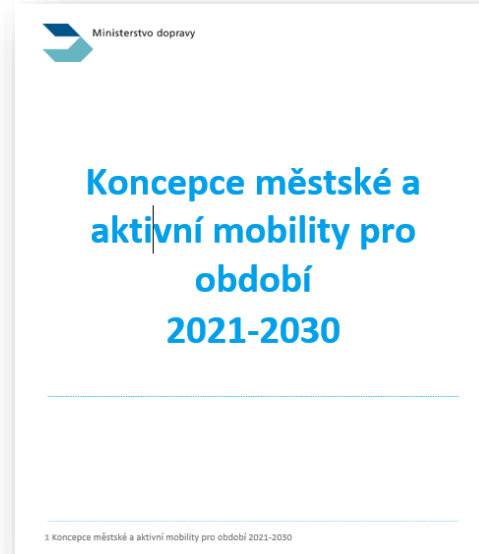 Ministerstvo dopravy
Koncepce městské a
aktivní mobility pro
období
2021-2030
1 Koncepce městské a aktivní mobility pro období 2021-2030